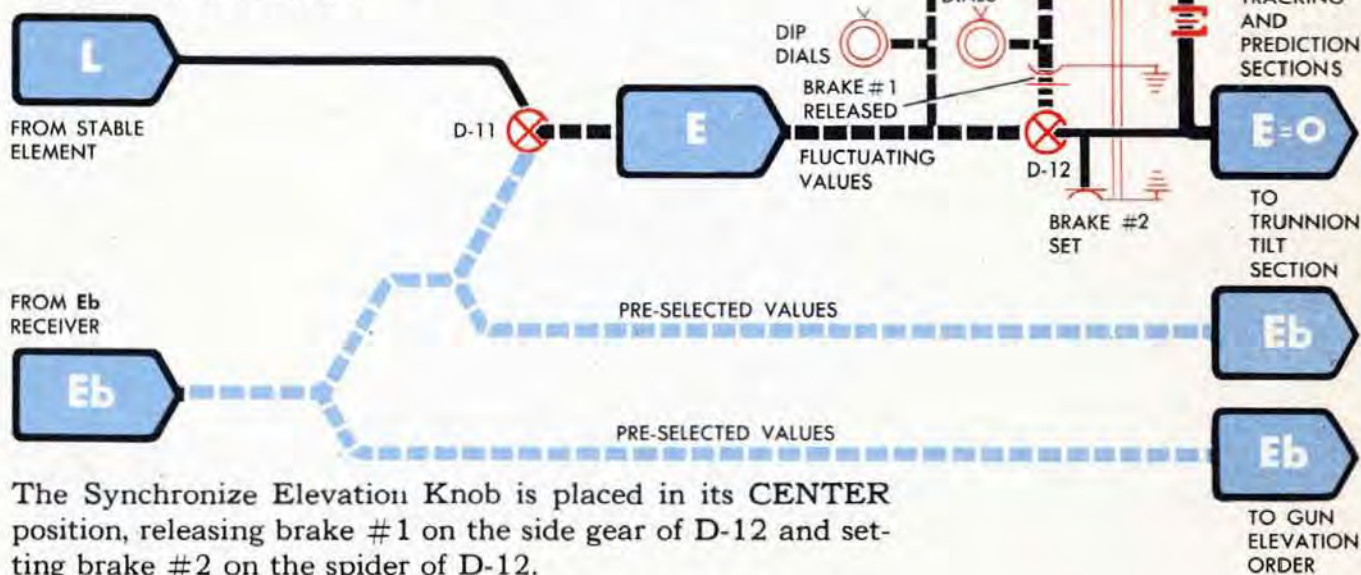 TRACKING
AND
PREDICTION
SECTIONS
DIALS
DIP
DIALS
BRAKE #1
RELEASED
L
FROM STABLE
ELEMENT
D-11
E
FLUCTUATING
VALUES
D-12
E=O
BRAKE #2
SET
TO
TRUNNION
TILT
SECTION
FROM Eb
RECEIVER
Eb
PRE-SELECTED VALUES
Eb
PRE-SELECTED VALUES
Eb
TO GUN
ELEVATION
ORDER
The Synchronize Elevation Knob is placed in its CENTER
position, releasing brake #1 on the side gear of D-12 and set-
ting brake #2 on the spider of D-12.